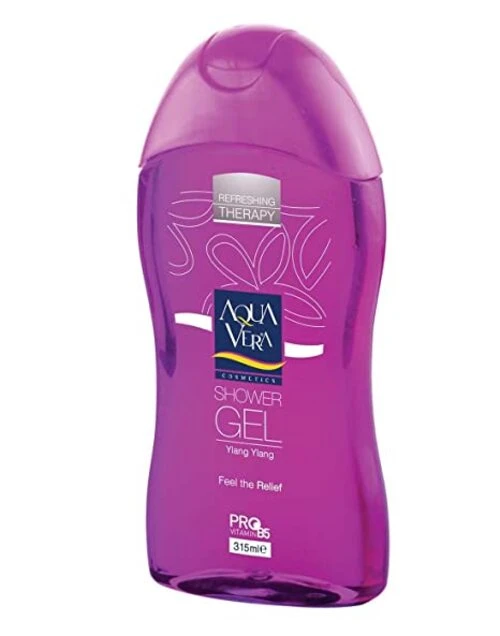 REFRESHING
THERAPY
AQUA
VERA
COSMETICS
SHOWER
GEL
Ylang Ylang
Feel the Relief
PRO
VITAMIN B5
315ml℮